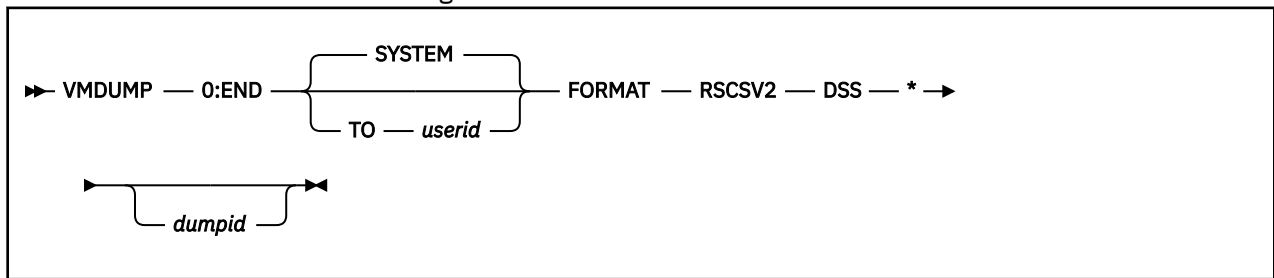 SYSTEM
VMDUMP 0:END FORMAT RSCSV2 DSS *
TO userid
dumpid